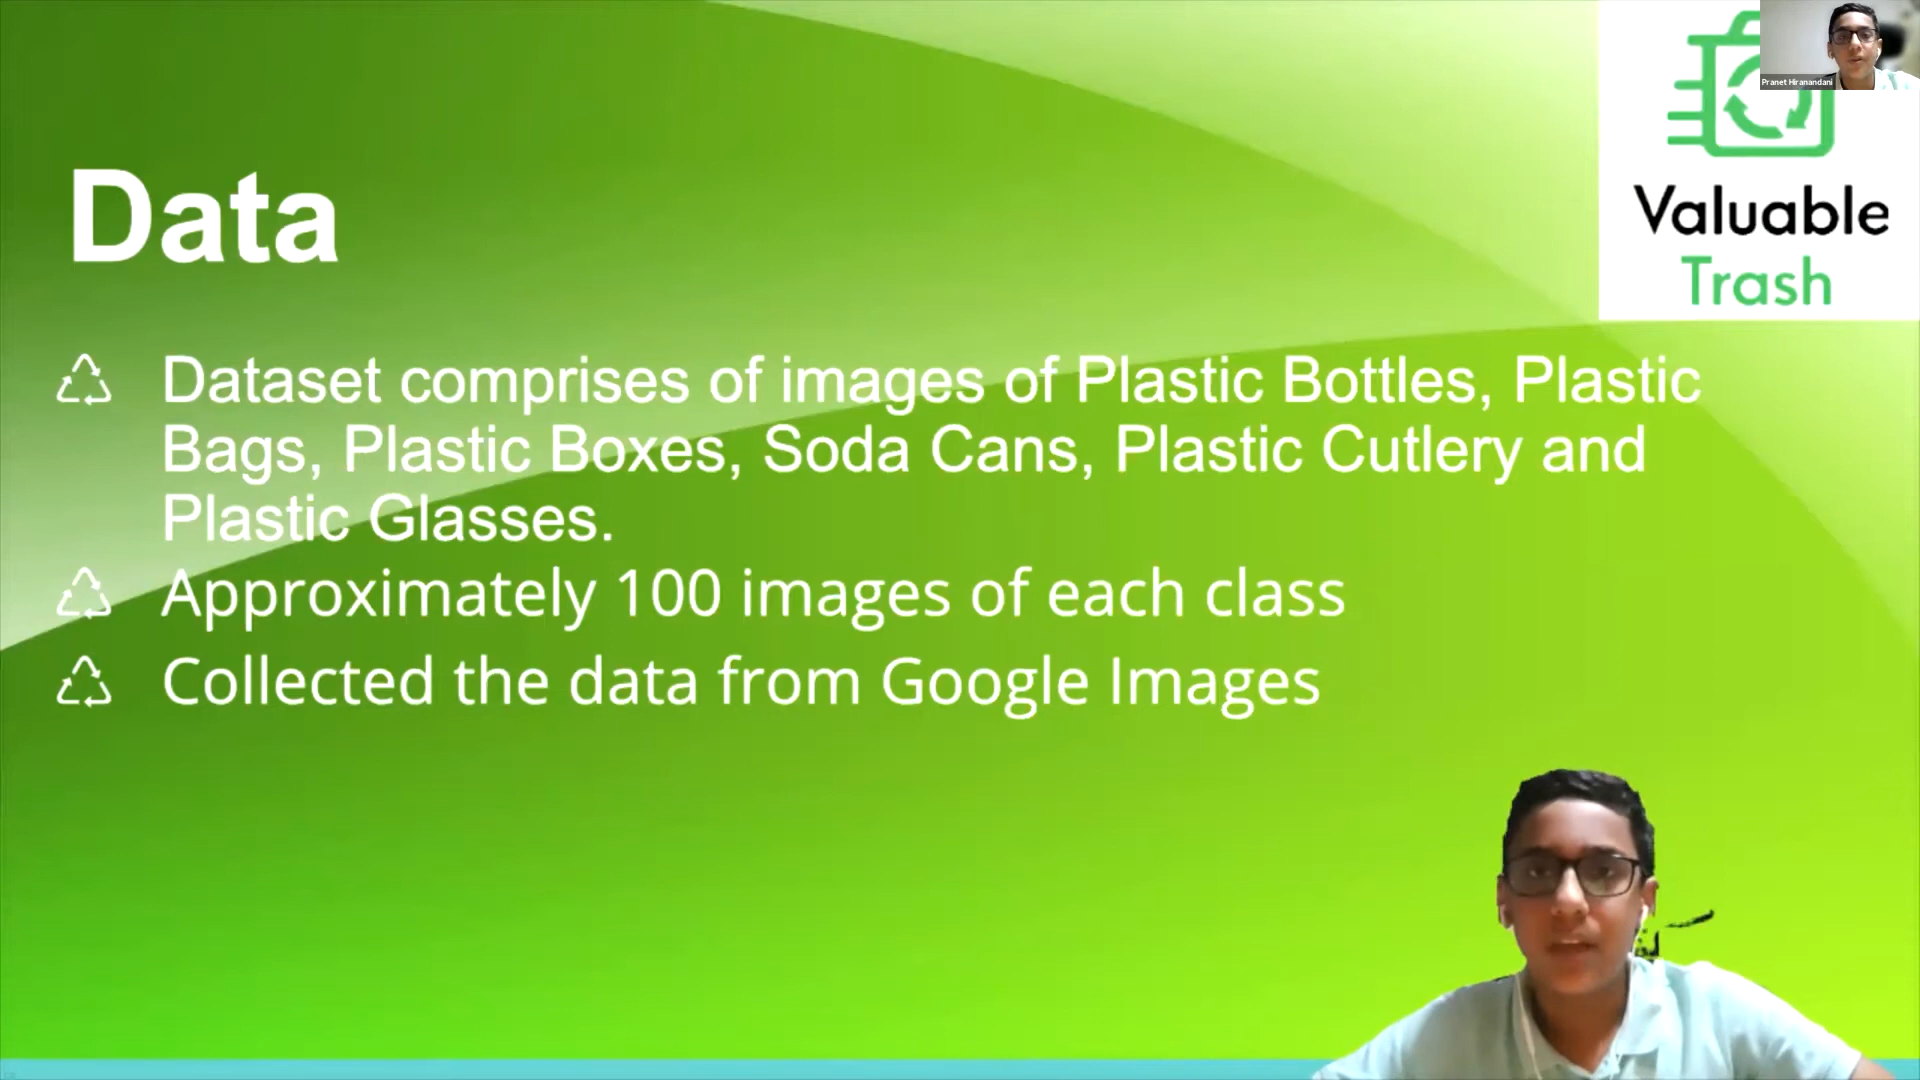 Pranet Hiranandani
Valuable
Trash
Data
Dataset comprises of images of Plastic Bottles, Plastic
Bags, Plastic Boxes, Soda Cans, Plastic Cutlery and
Plastic Glasses.
Approximately 100 images of each class
Collected the data from Google Images